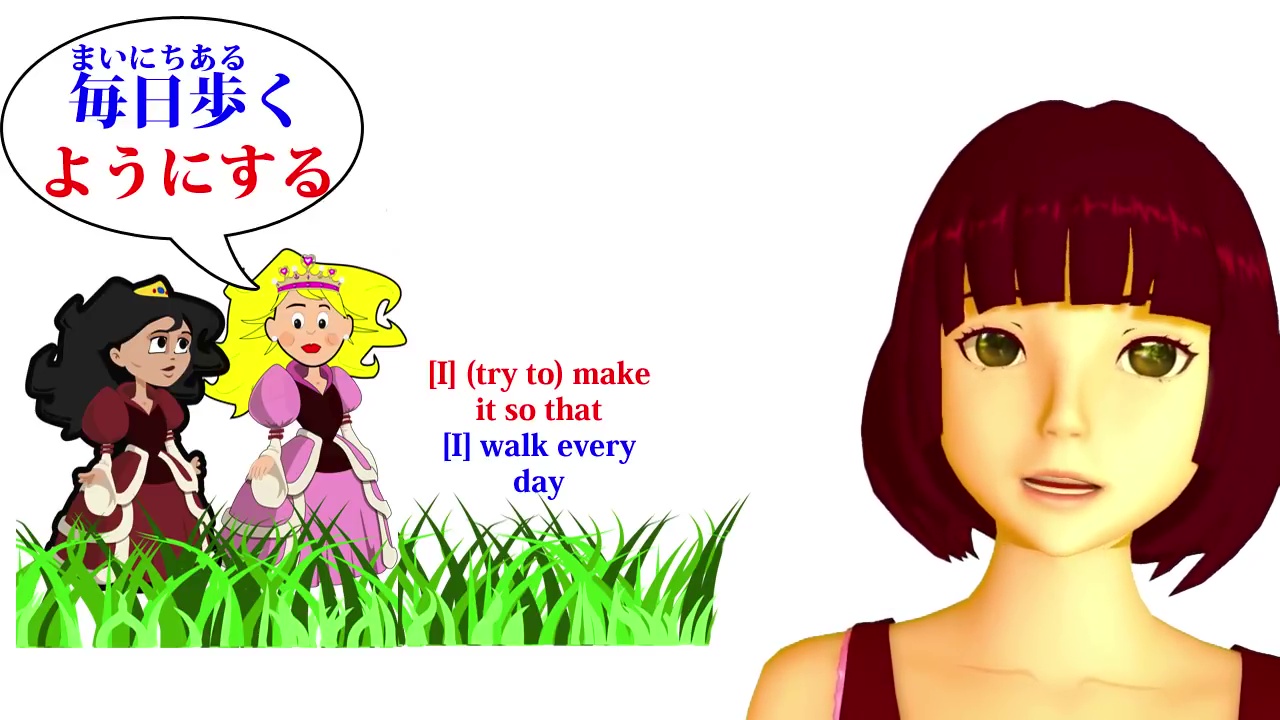 まいにちある
毎日歩く
ようにする
[I] (try to) make
it so that
[I] walk every
day